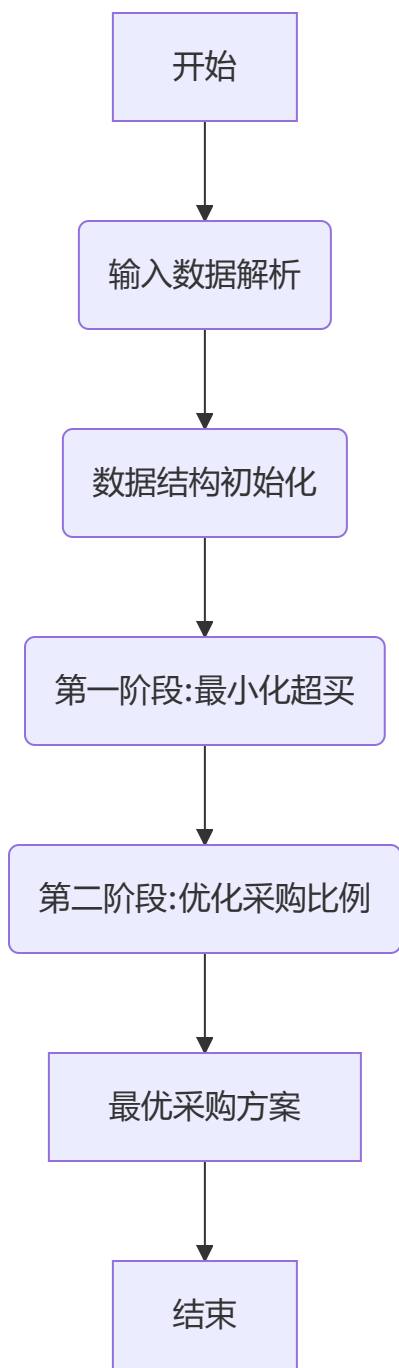 开始
输入数据解析
数据结构初始化
第一阶段:最小化超买
第二阶段:优化采购比例
最优采购方案
结束